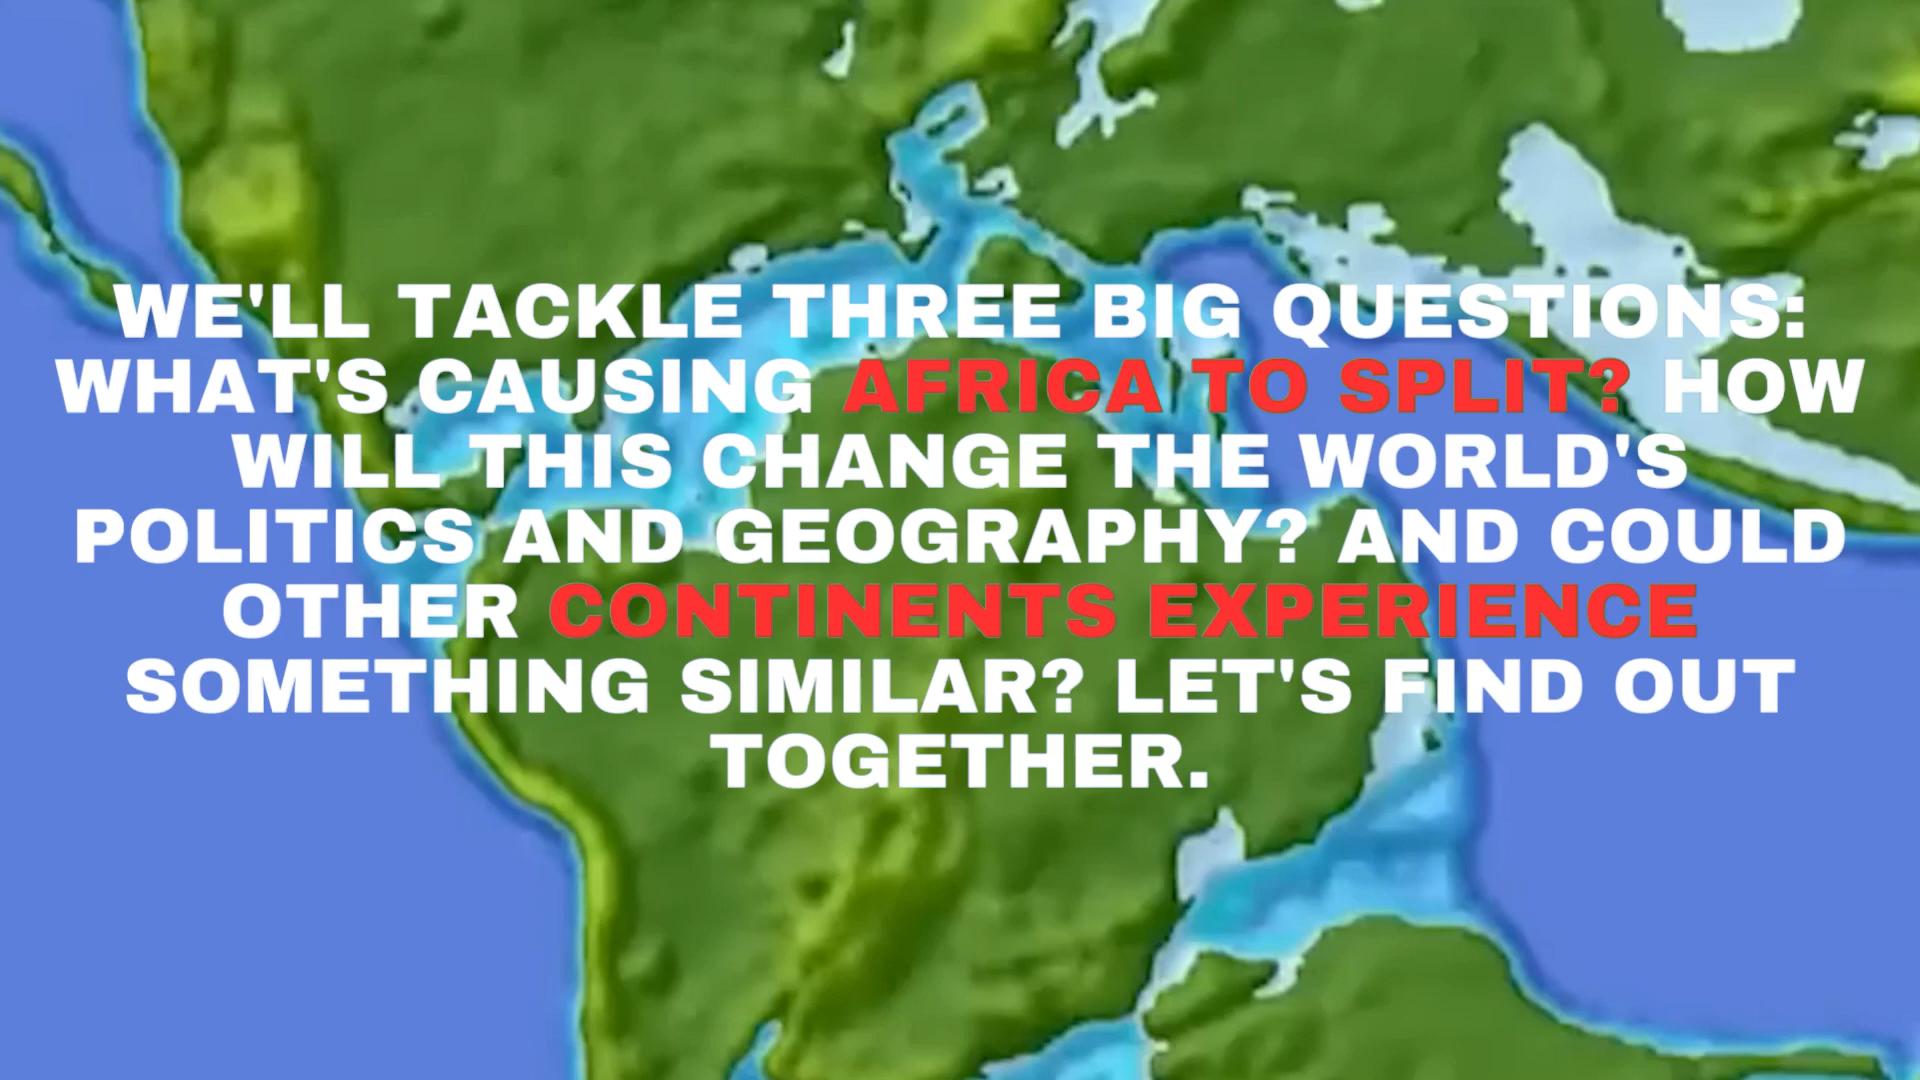 WE'LL TACKLE THREE BIG QUESTIONS:
WHAT'S CAUSING AFRICA TO SPLIT? HOW
WILL THIS CHANGE THE WORLD'S
POLITICS AND GEOGRAPHY? AND COULD
OTHER CONTINENTS EXPERIENCE
SOMETHING SIMILAR? LET'S FIND OUT
TOGETHER.